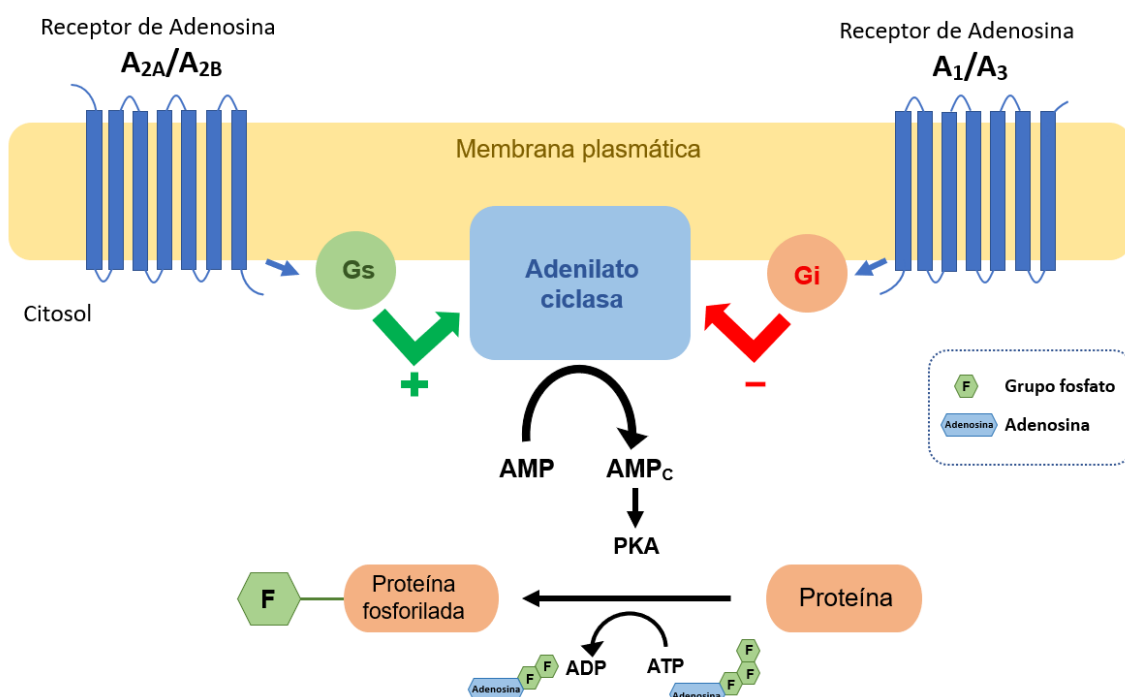 Receptor de Adenosina
A2A/A2B
Receptor de Adenosina
A1/A3
Membrana plasmática
Gs
Adenilato
ciclasa
Gi
Citosol
+
−
F Grupo fosfato
Adenosina Adenosina
AMP
AMPC
PKA
F
Proteína
fosforilada
Proteína
ADP
ATP
Adenosina F F
Adenosina F F F